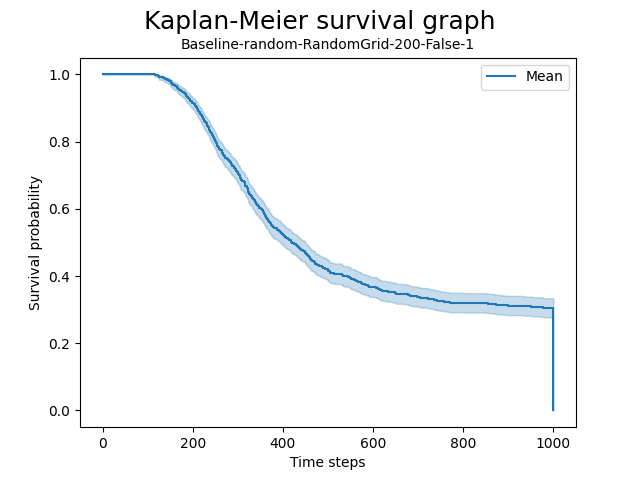 Kaplan-Meier survival graph
Baseline-random-RandomGrid-200-False-1
Mean
1.0
0.8
0.6
0.4
0.2
0.0
Survival probability
0 200 400 600 800 1000
Time steps